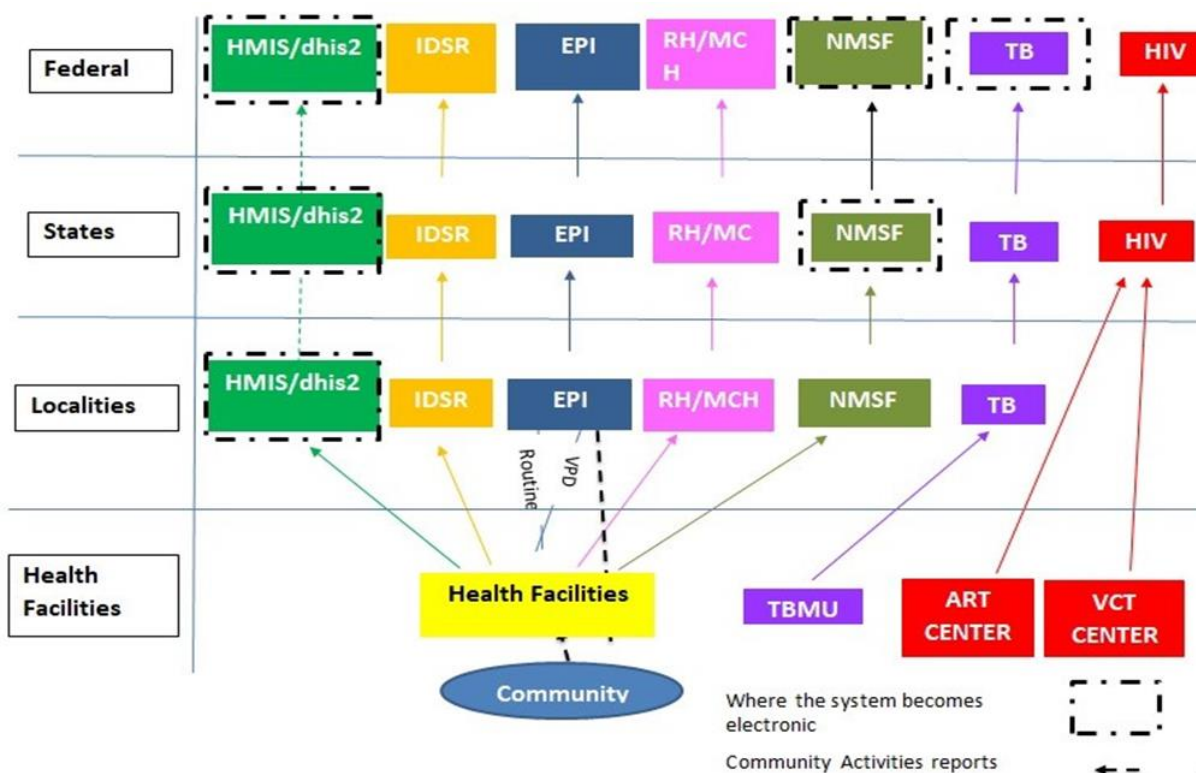 Federal
HMIS/dhis2
IDSR
EPI
RH/MC
H
NMSF
TB
HIV
States
HMIS/dhis2
IDSR
EPI
RH/MC
NMSF
TB
HIV
Localities
HMIS/dhis2
IDSR
EPI
RH/MCH
NMSF
TB
Routine
VPD
Health
Facilities
Health Facilities
TBMU
ART
CENTER
VCT
CENTER
Community
Where the system becomes
electronic
Community Activities reports